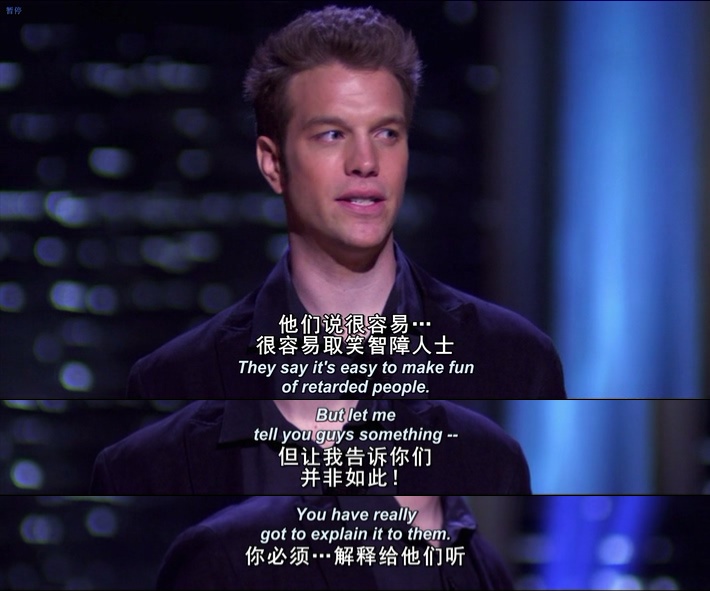 暂停
他们说很容易…
很容易取笑智障人士
They say it's easy to make fun
of retarded people.
But let me
tell you guys something --
但让我告诉你们
并非如此！
You have really
got to explain it to them.
你必须…解释给他们听